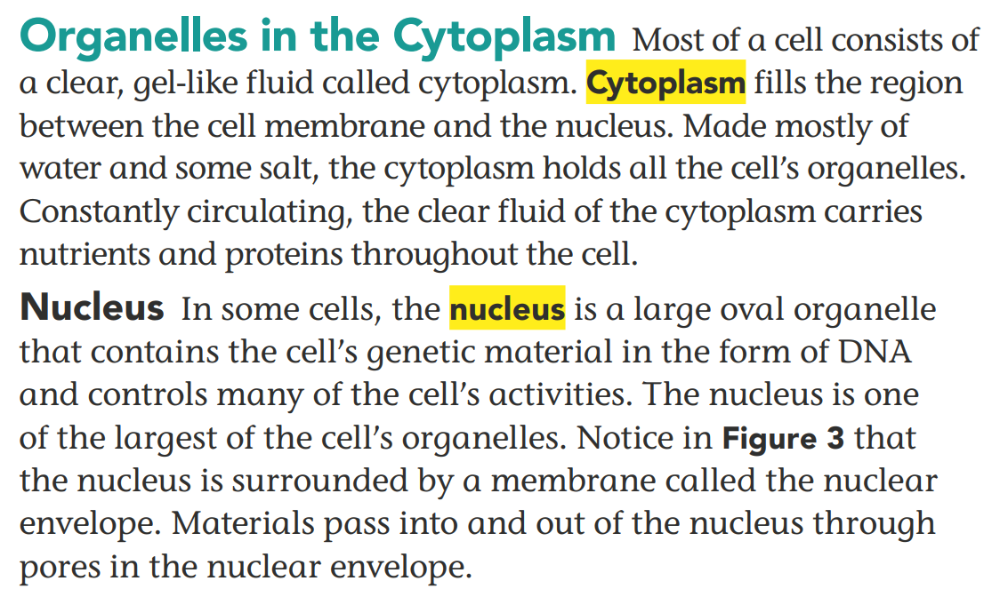 Organelles in the Cytoplasm Most of a cell consists of
a clear, gel-like fluid called cytoplasm. Cytoplasm fills the region
between the cell membrane and the nucleus. Made mostly of
water and some salt, the cytoplasm holds all the cell’s organelles.
Constantly circulating, the clear fluid of the cytoplasm carries
nutrients and proteins throughout the cell.
Nucleus In some cells, the nucleus is a large oval organelle
that contains the cell’s genetic material in the form of DNA
and controls many of the cell’s activities. The nucleus is one
of the largest of the cell’s organelles. Notice in Figure 3 that
the nucleus is surrounded by a membrane called the nuclear
envelope. Materials pass into and out of the nucleus through
pores in the nuclear envelope.